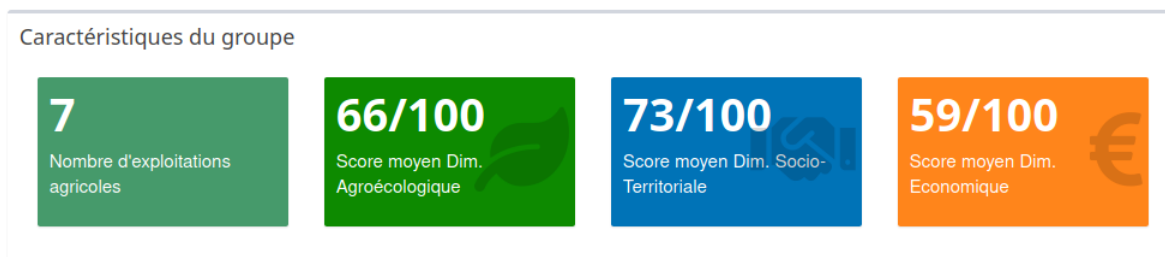 Caractéristiques du groupe
7
Nombre d'exploitations
agricoles
66/100
Score moyen Dim.
Agroécologique
73/100
Score moyen Dim. Socio-
Territoriale
59/100
Score moyen Dim.
Economique
€